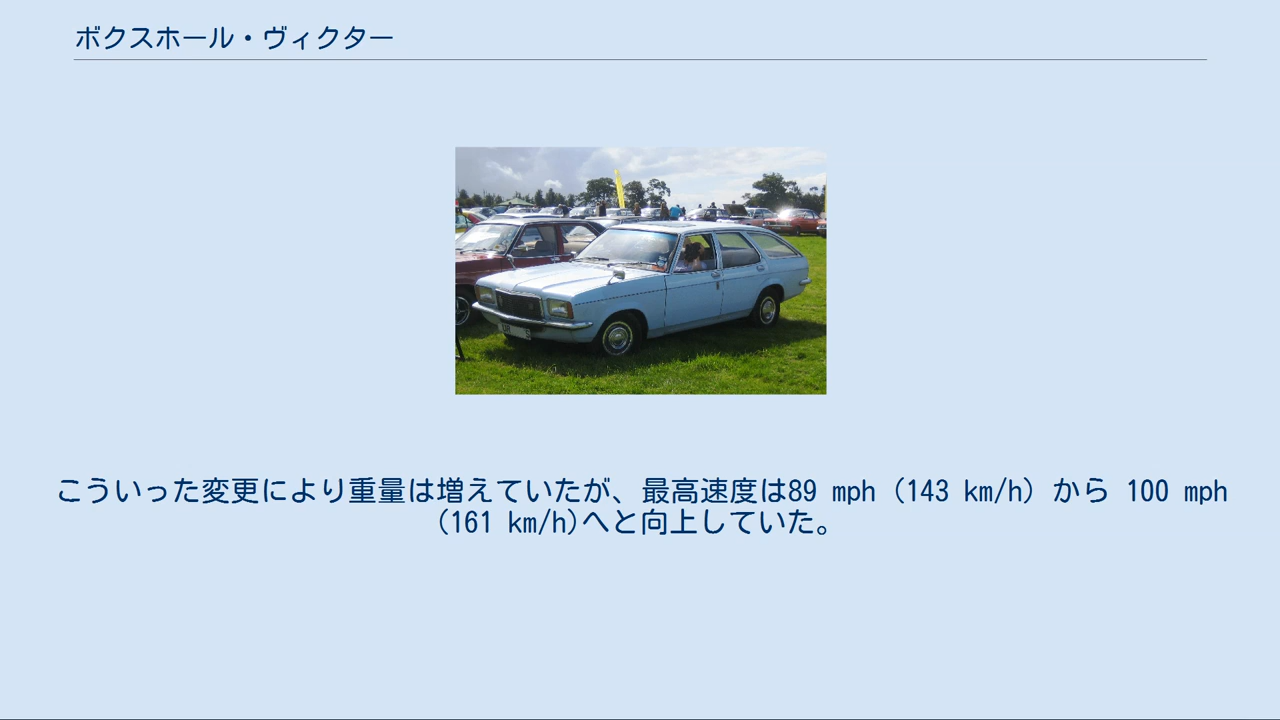 ボクスホール・ヴィクター
こういった変更により重量は増えていたが、最高速度は89 mph (143 km/h) から 100 mph
(161 km/h)へと向上していた。